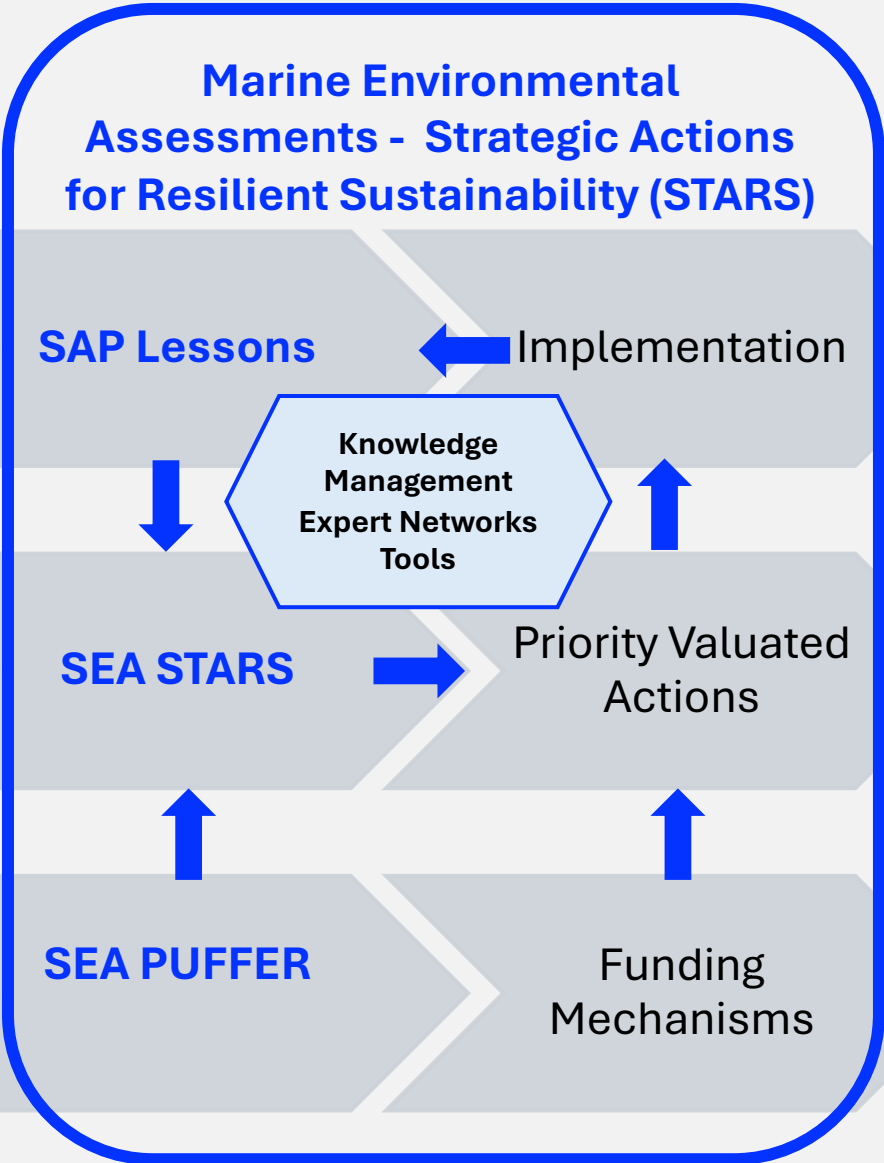 Marine Environmental
Assessments -  Strategic Actions
for Resilient Sustainability (STARS)
SAP Lessons
Implementation
Knowledge
Management
Expert Networks
Tools
SEA STARS
Priority Valuated
Actions
SEA PUFFER
Funding
Mechanisms